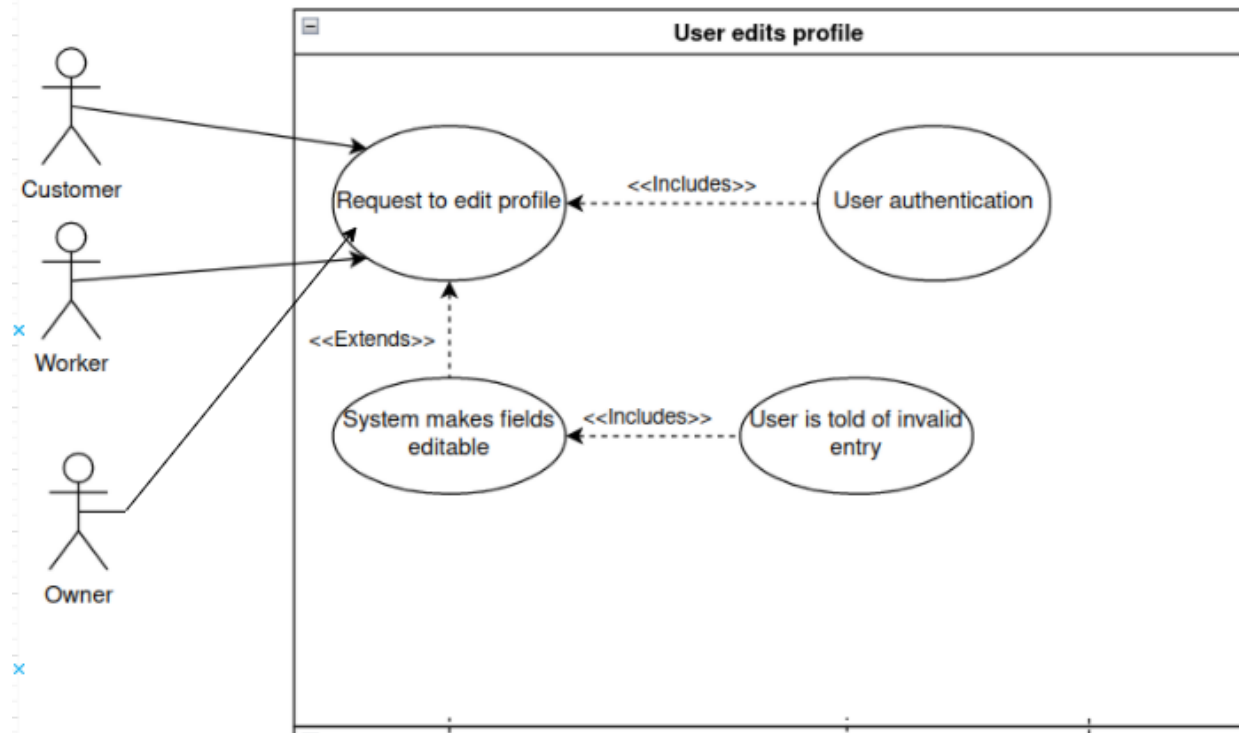 User edits profile
Customer
Request to edit profile
<<Includes>>
User authentication
Worker
<<Extends>>
System makes fields
editable
<<Includes>>
User is told of invalid
entry
Owner